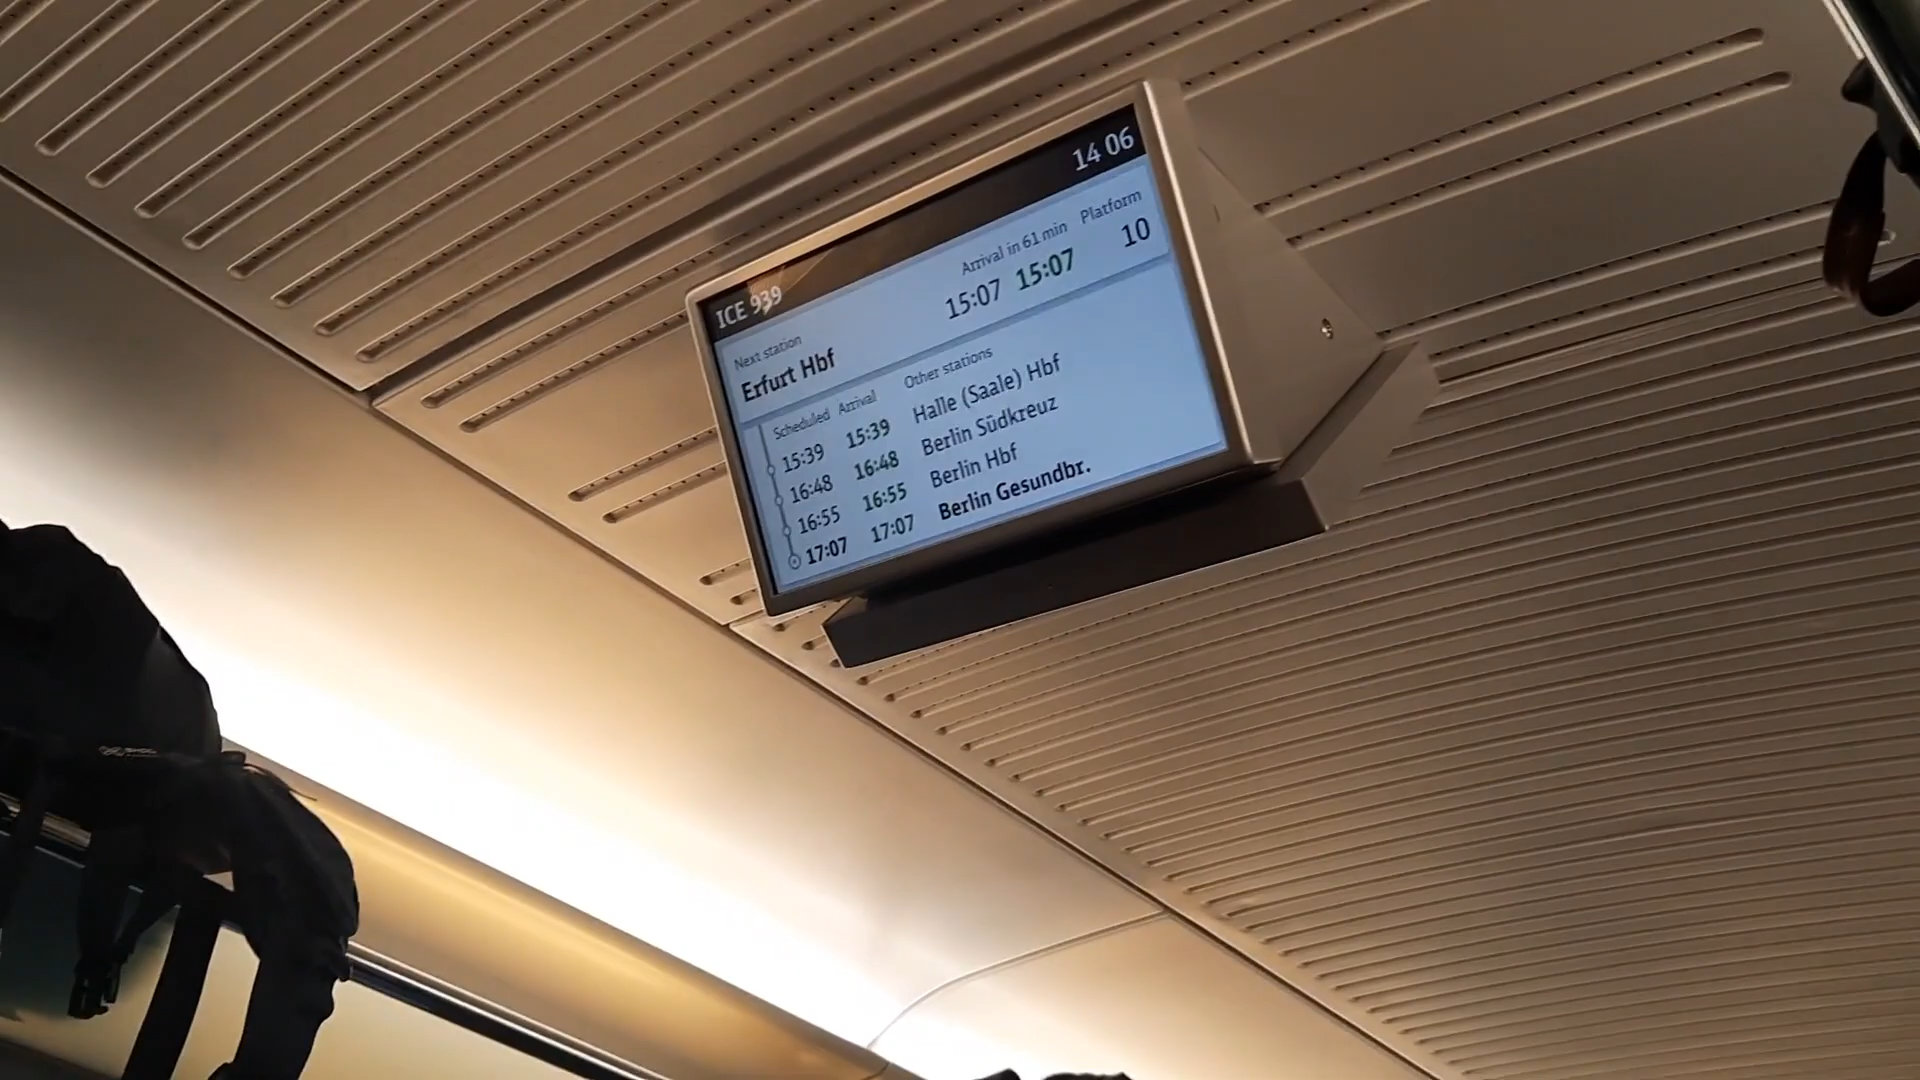 ICE 939 14 06
Next station Arrival in 61 min Platform
Erfurt Hbf 15:07 15:07 10
Scheduled Arrival Other stations
15:39 15:39 Halle (Saale) Hbf
16:48 16:48 Berlin Südkreuz
16:55 16:55 Berlin Hbf
17:07 17:07 Berlin Gesundbr.